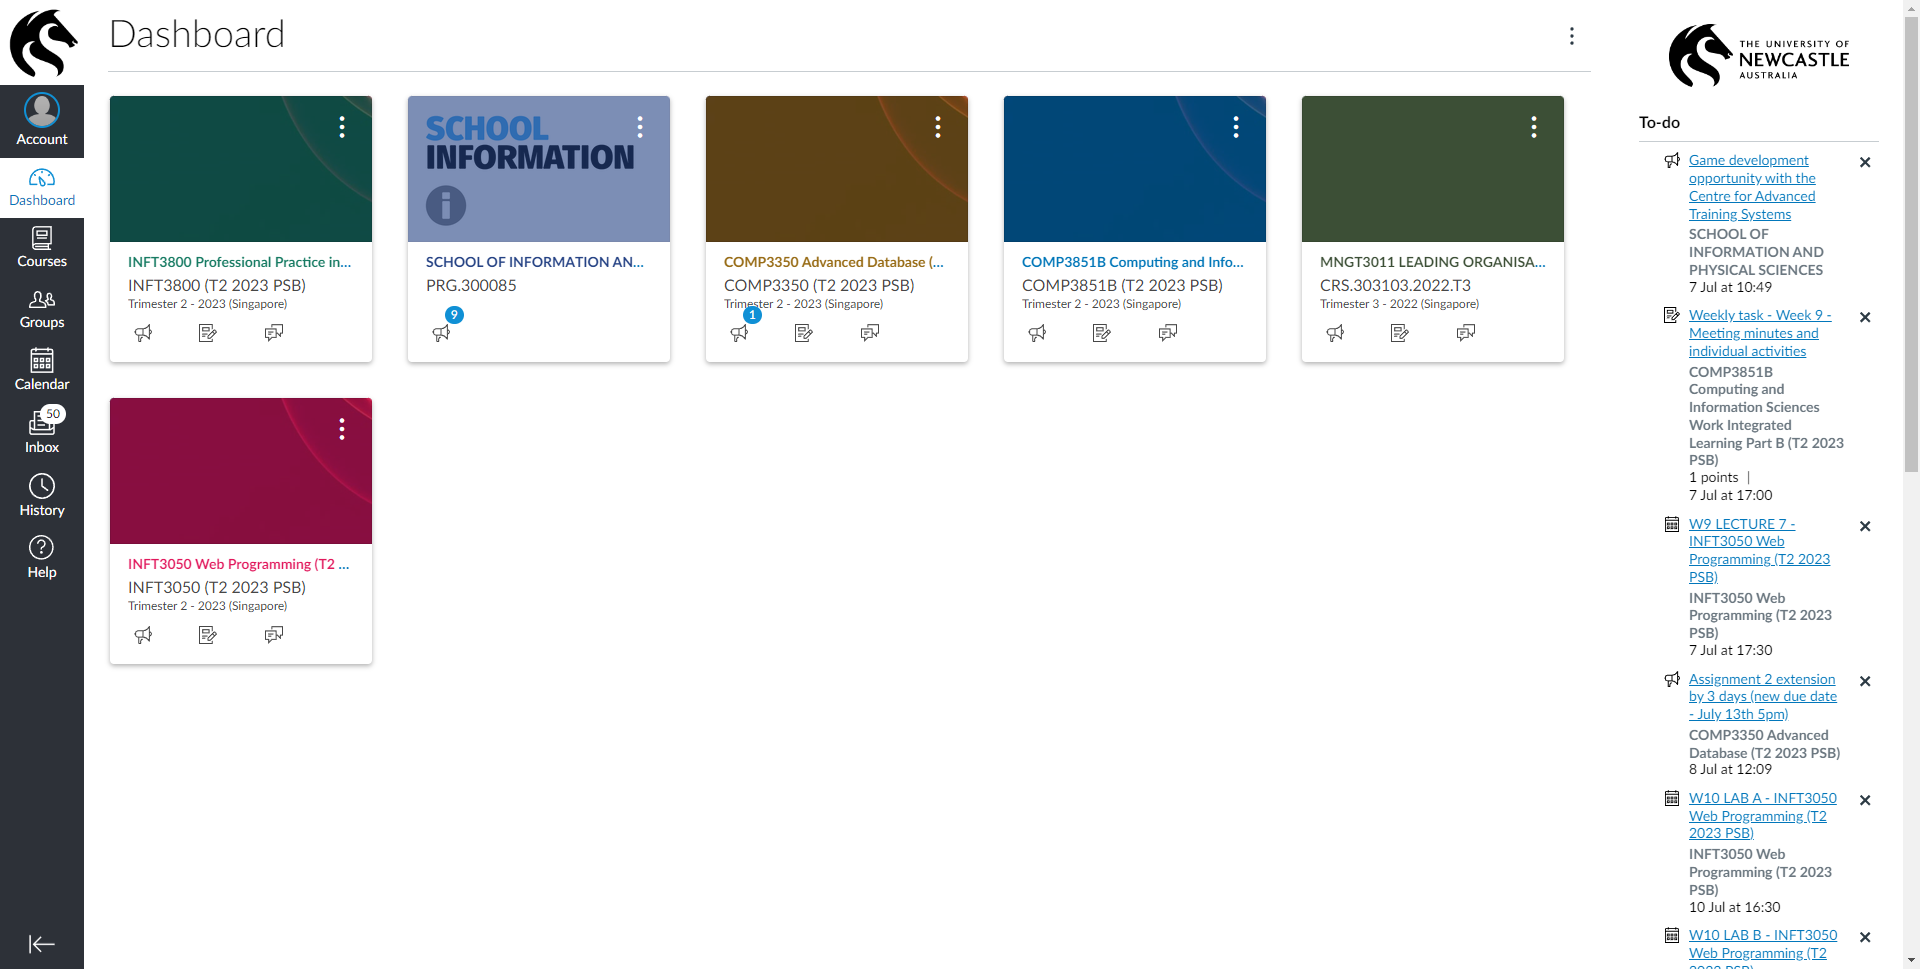 Dashboard
Account
Dashboard
Courses
Groups
Calendar
50
Inbox
History
Help
INFT3800 Professional Practice in...
INFT3800 (T2 2023 PSB)
Trimester 2 - 2023 (Singapore)
SCHOOL
INFORMATION
i
SCHOOL OF INFORMATION AN...
PRG.300085
9
COMP3350 Advanced Database (...
COMP3350 (T2 2023 PSB)
Trimester 2 - 2023 (Singapore)
1
COMP3851B Computing and Info...
COMP3851B (T2 2023 PSB)
Trimester 2 - 2023 (Singapore)
MNGT3011 LEADING ORGANISA...
CRS.303103.2022.T3
Trimester 3 - 2022 (Singapore)
INFT3050 Web Programming (T2 ...
INFT3050 (T2 2023 PSB)
Trimester 2 - 2023 (Singapore)
THE UNIVERSITY OF
NEWCASTLE
AUSTRALIA
To-do
Game development
opportunity with the
Centre for Advanced
Training Systems
SCHOOL OF
INFORMATION AND
PHYSICAL SCIENCES
7 Jul at 10:49
Weekly task - Week 9 -
Meeting minutes and
individual activities
COMP3851B
Computing and
Information Sciences
Work Integrated
Learning Part B (T2 2023
PSB)
1 points |
7 Jul at 17:00
W9 LECTURE 7 -
INFT3050 Web
Programming (T2 2023
PSB)
INFT3050 Web
Programming (T2 2023
PSB)
7 Jul at 17:30
Assignment 2 extension
by 3 days (new due date
- July 13th 5pm)
COMP3350 Advanced
Database (T2 2023 PSB)
8 Jul at 12:09
W10 LAB A - INFT3050
Web Programming (T2
2023 PSB)
INFT3050 Web
Programming (T2 2023
PSB)
10 Jul at 16:30
W10 LAB B - INFT3050
Web Programming (T2